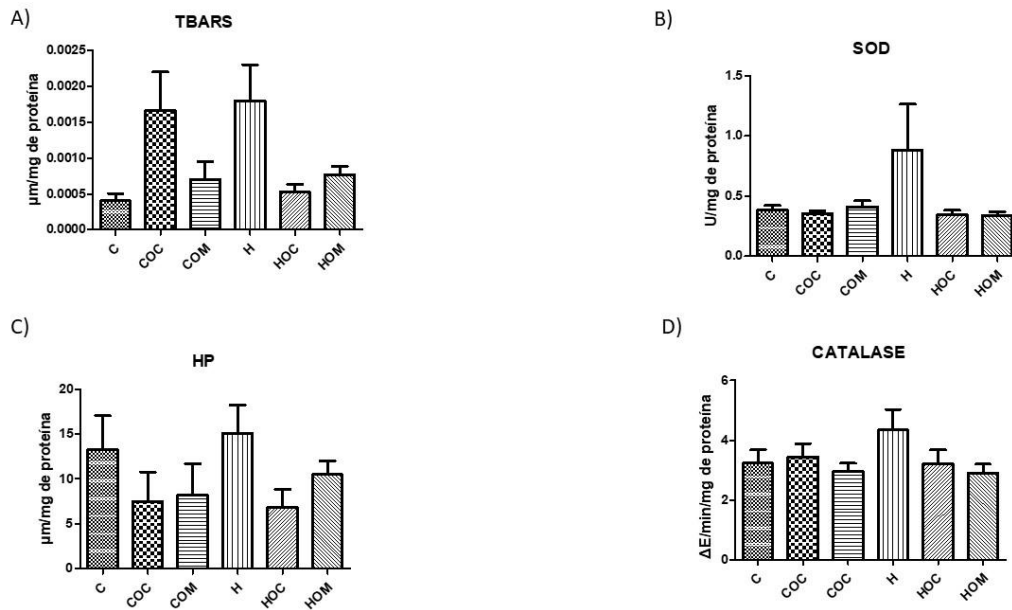 A)
TBARS
µm/mg de proteína
0.0025
0.0020
0.0015
0.0010
0.0005
0.0000
C COC COM H HOC HOM
B)
SOD
U/mg de proteína
1.5
1.0
0.5
0.0
C COC COM H HOC HOM
C)
HP
µm/mg de proteína
20
15
10
5
0
C COC COM H HOC HOM
D)
CATALASE
ΔE/min/mg de proteína
6
4
2
0
C COC COC H HOC HOM